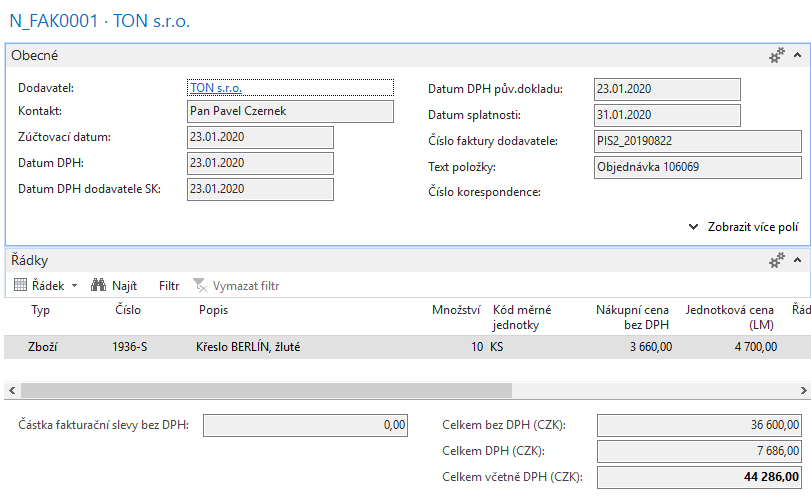 N_FAK0001 · TON s.r.o.
Obecné
Dodavatel: TON s.r.o.
Kontakt: Pan Pavel Czernek
Zúčtovací datum: 23.01.2020
Datum DPH: 23.01.2020
Datum DPH dodavatele SK: 23.01.2020
Datum DPH pův.dokladu: 23.01.2020
Datum splatnosti: 31.01.2020
Číslo faktury dodavatele: PIS2_20190822
Text položky: Objednávka 106069
Číslo korespondence:
Zobrazit více polí
Řádky
Řádek Najít Filtr Vymazat filtr
Typ Číslo Popis Množství Kód měrné jednotky Nákupní cena bez DPH Jednotková cena (LM) Řád
Zboží 1936-S Křeslo BERLÍN, žluté 10 KS 3 660,00 4 700,00
Částka fakturační slevy bez DPH: 0,00
Celkem bez DPH (CZK): 36 600,00
Celkem DPH (CZK): 7 686,00
Celkem včetně DPH (CZK): 44 286,00